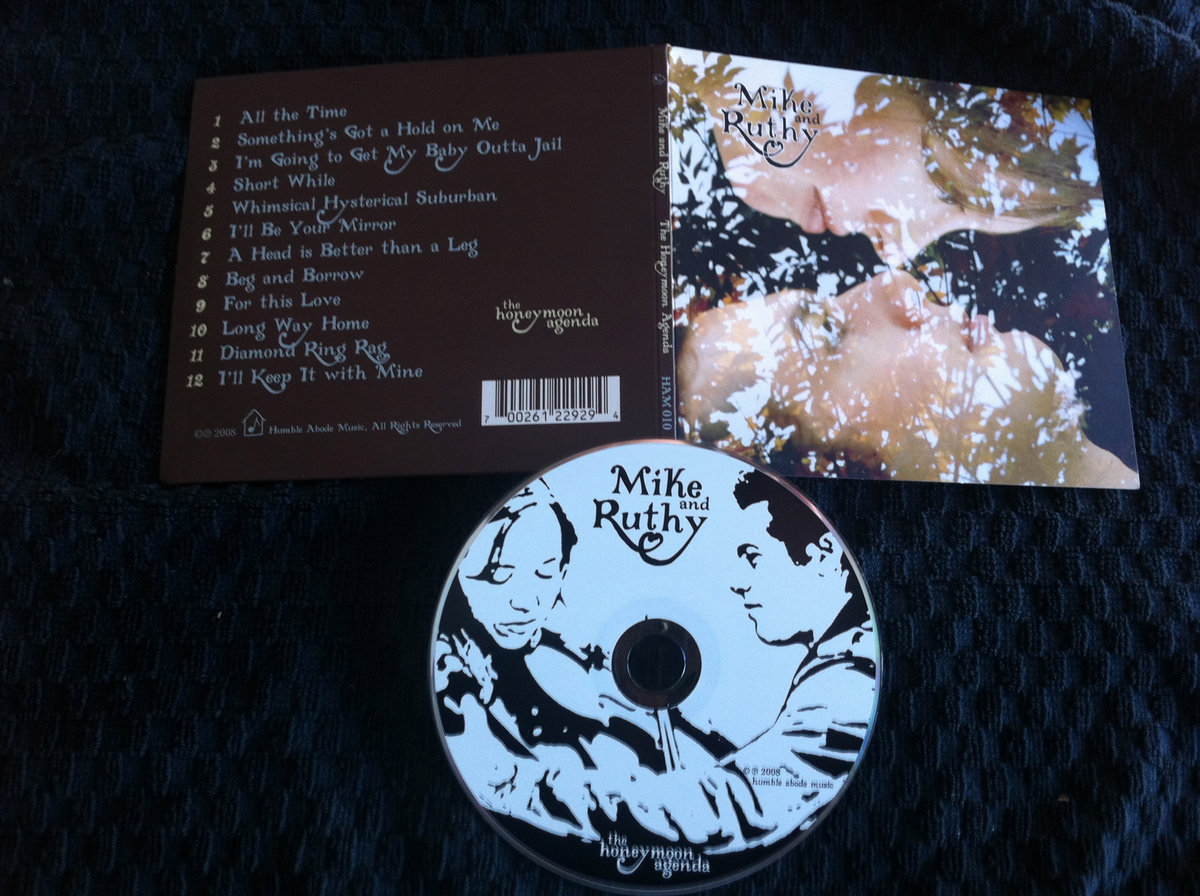 1 All the Time
2 Something's Got a Hold on Me
3 I'm Going to Get My Baby Outta Jail
4 Short While
5 Whimsical Hysterical Suburban
6 I'll Be Your Mirror
7 A Head is Better than a Leg
8 Beg and Borrow
9 For this Love
10 Long Way Home
11 Diamond Ring Rag
12 I'll Keep It with Mine
the
honeymoon
agenda
7 00261 22929 4
©℗ 2008 Humble Abode Music, All Rights Reserved
Mike and Ruthy The Honeymoon Agenda HAM 010
Mike
and
Ruthy
Mike
and
Ruthy
©℗ 2008
humble abode music
the
honeymoon
agenda